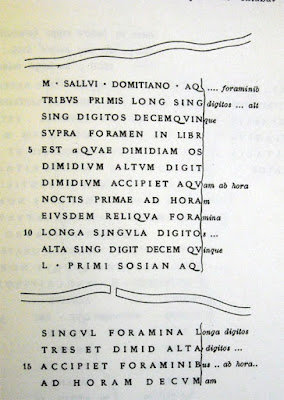 M · SALLVI · DOMITIANO · AQ .... foraminib
TRIBVS PRIMIS LONG SING digitos ... alt
SING DIGITOS DECEMQVINque
SVPRA FORAMEN IN LIBR
5 EST aQVAE DIMIDIAM OS
DIMIDIVM ALTVM DIGIT
DIMIDIVM ACCIPIET AQVam ab hora
NOCTIS PRIMAE AD HORAm
EIVSDEM RELIQVA FORAmina
10 LONGA SINGVLA DIGITOs ...
ALTA SING DIGIT DECEM QVinque
L · PRIMI SOSIAN AQ
SINGVL FORAMINA Longa digitos
TRES ET DIMID ALTA digitos ...
15 ACCIPIET FORAMINIBus .. ab hora..
AD HORAM DECVMam